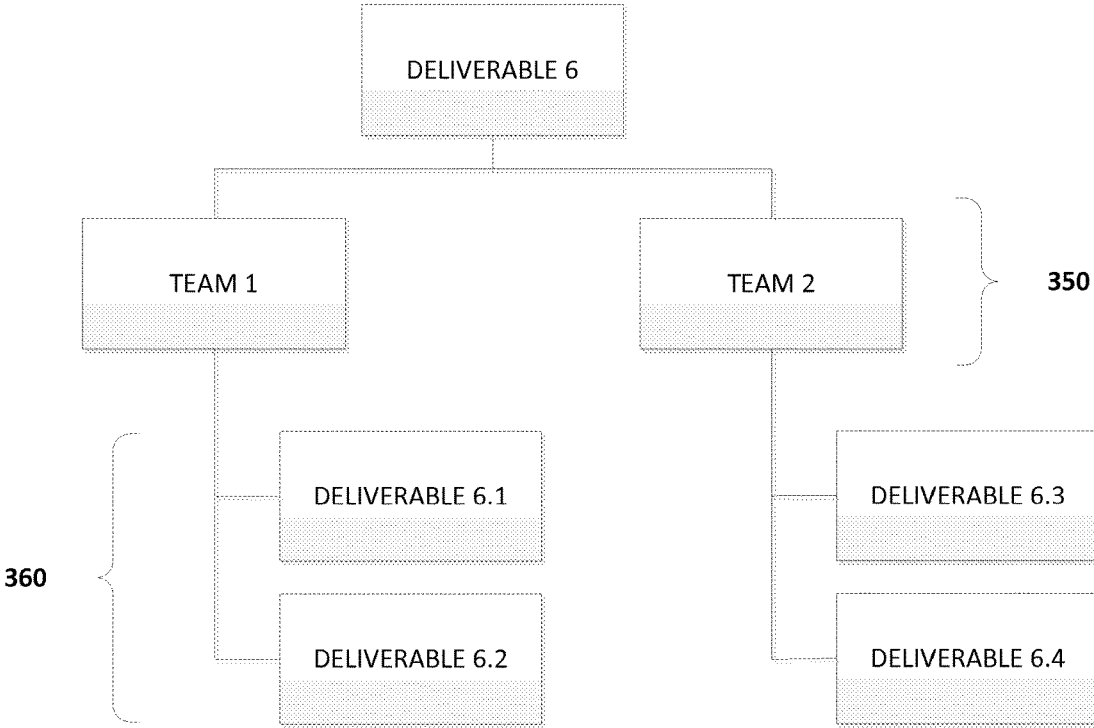 DELIVERABLE 6
TEAM 1
TEAM 2
350
DELIVERABLE 6.1
DELIVERABLE 6.3
360
DELIVERABLE 6.2
DELIVERABLE 6.4